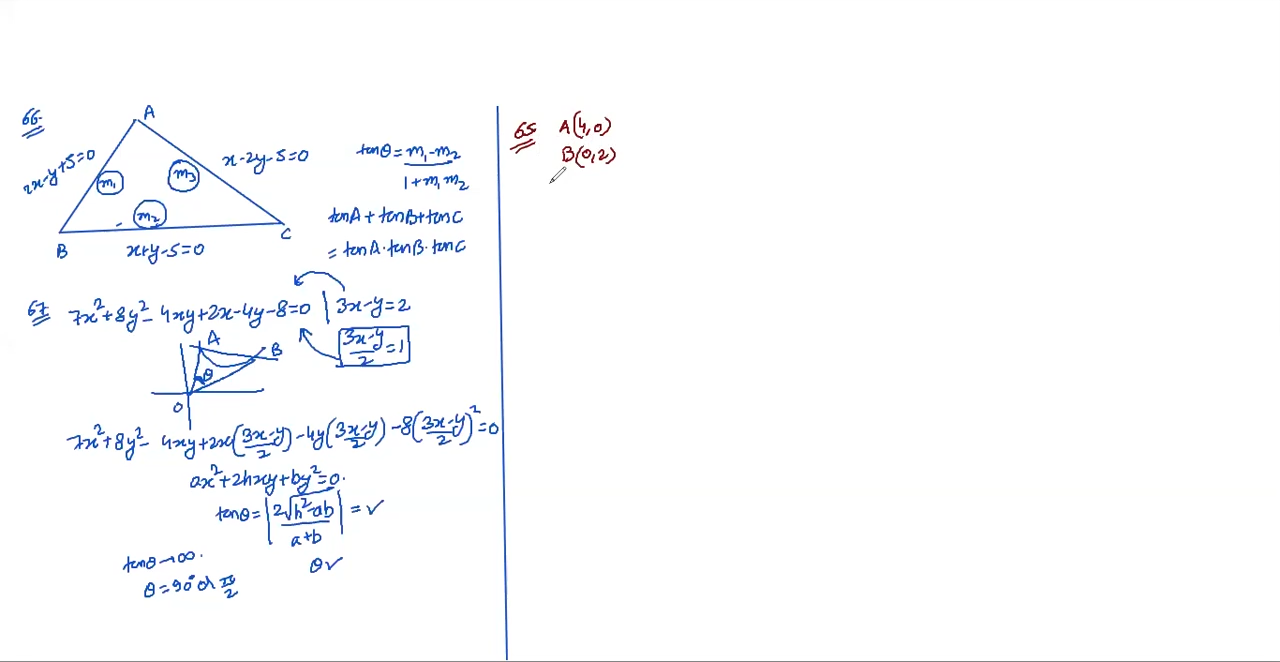 66
A
2x-y+5=0
x-2y-5=0
m₁
m₃
m₂
B
C
x+y-5=0
tanθ = m₁-m₂
1+m₁m₂
tanA + tanB + tanC
= tanA·tanB·tanC
67 7x²+8y²-4xy+2x-4y-8=0 | 3x-y=2
3x-y/2 = 1
A
B
θ
O
7x²+8y²-4xy+2x(3x-y/2)-4y(3x-y/2)-8(3x-y/2)²=0
ax²+2hxy+by²=0.
tanθ = |2√h²-ab/a+b| = ✓
tanθ→∞.
θ✓
θ=90° or π/2
65 A(4,0)
B(0,2)